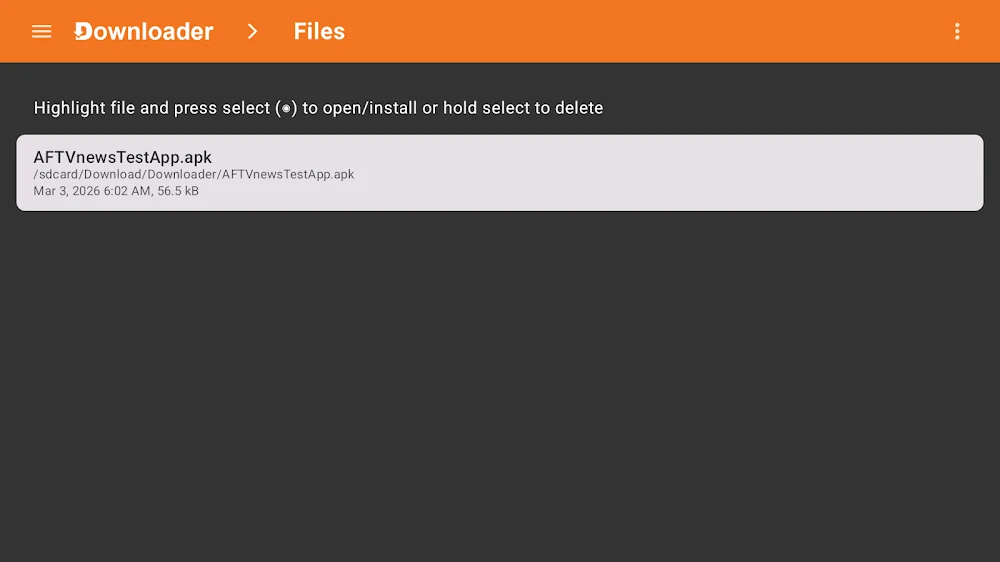 Downloader > Files
Highlight file and press select (◉) to open/install or hold select to delete
AFTVnewsTestApp.apk
/sdcard/Download/Downloader/AFTVnewsTestApp.apk
Mar 3, 2026 6:02 AM, 56.5 kB